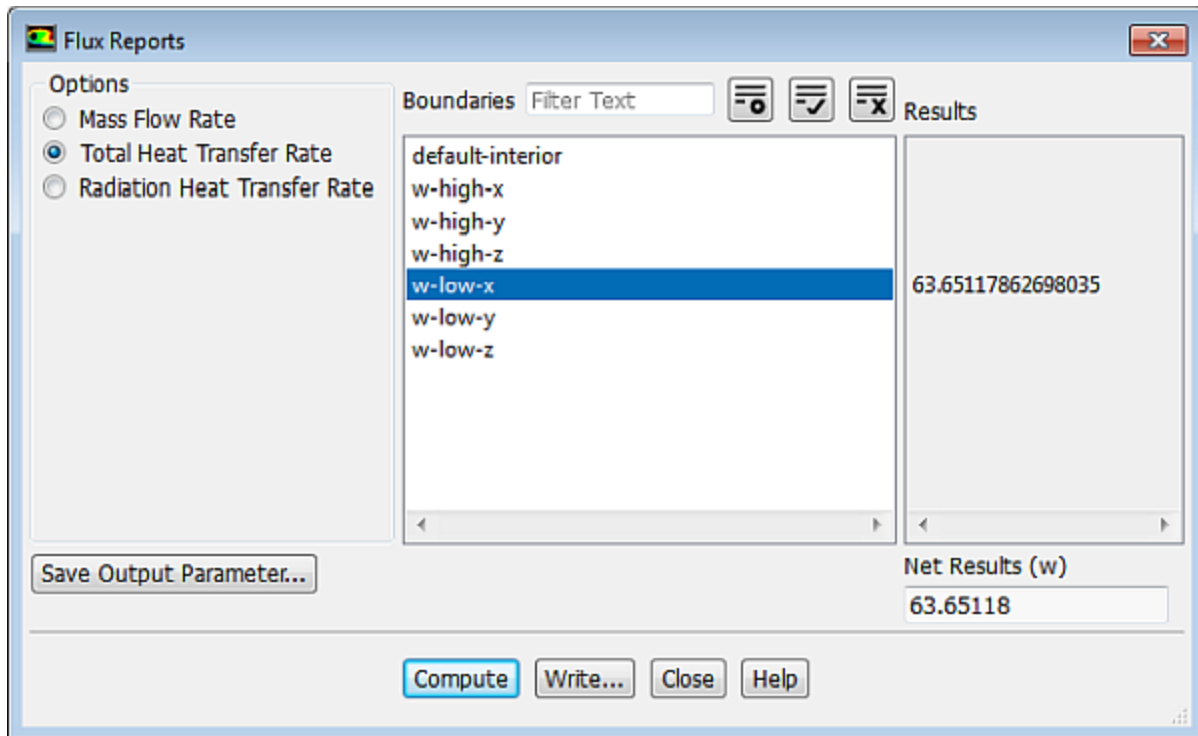 Flux Reports
Options
Mass Flow Rate
Total Heat Transfer Rate
Radiation Heat Transfer Rate
Boundaries Filter Text
Results
default-interior
w-high-x
w-high-y
w-high-z
w-low-x
63.65117862698035
w-low-y
w-low-z
Save Output Parameter...
Net Results (w)
63.65118
Compute Write... Close Help